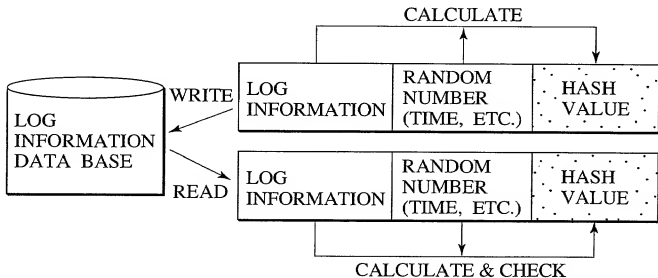 CALCULATE
LOG
INFORMATION
RANDOM
NUMBER
(TIME, ETC.)
HASH
VALUE
WRITE
LOG
INFORMATION
DATA BASE
READ
LOG
INFORMATION
RANDOM
NUMBER
(TIME, ETC.)
HASH
VALUE
CALCULATE & CHECK